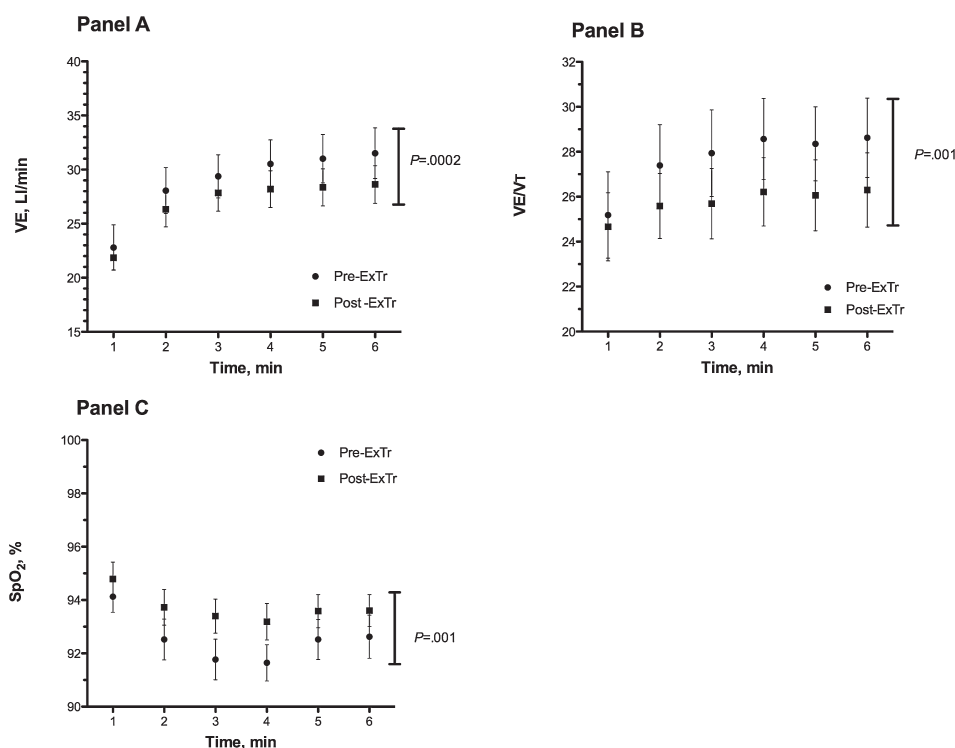 Panel A
40
35
30
25
20
15
VE, LI/min
P=.0002
Pre-ExTr
Post -ExTr
1 2 3 4 5 6
Time, min
Panel B
32
30
28
26
24
22
20
VE/VT
P=.001
Pre-ExTr
Post-ExTr
1 2 3 4 5 6
Time, min
Panel C
100
98
96
94
92
90
SpO₂, %
Pre-ExTr
Post-ExTr
P=.001
1 2 3 4 5 6
Time, min